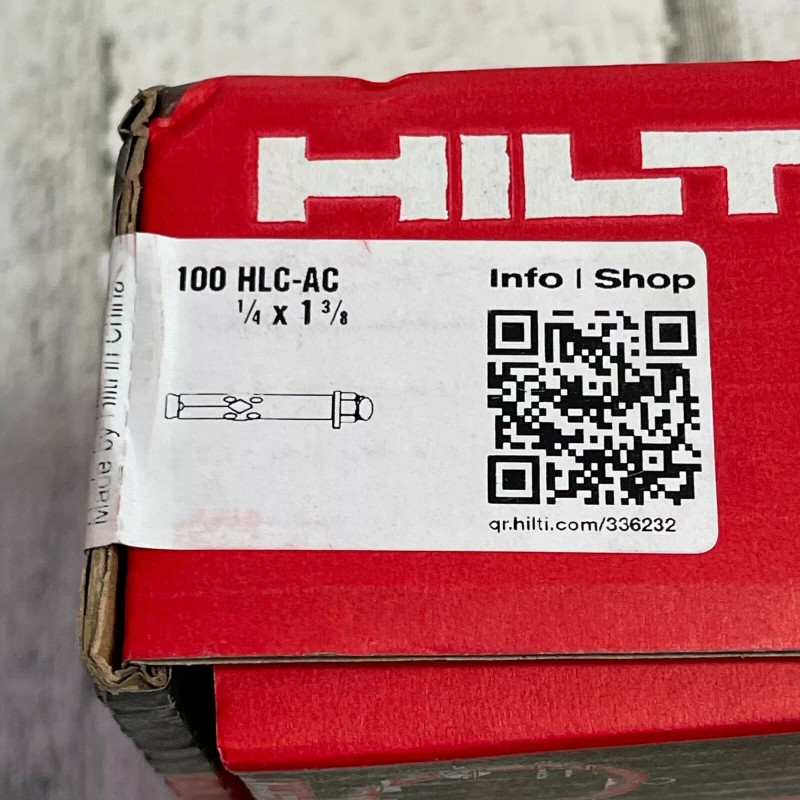 HILT
100 HLC-AC
1/4 x 1 3/8
Info | Shop
Made by Hilti in China
qr.hilti.com/336232